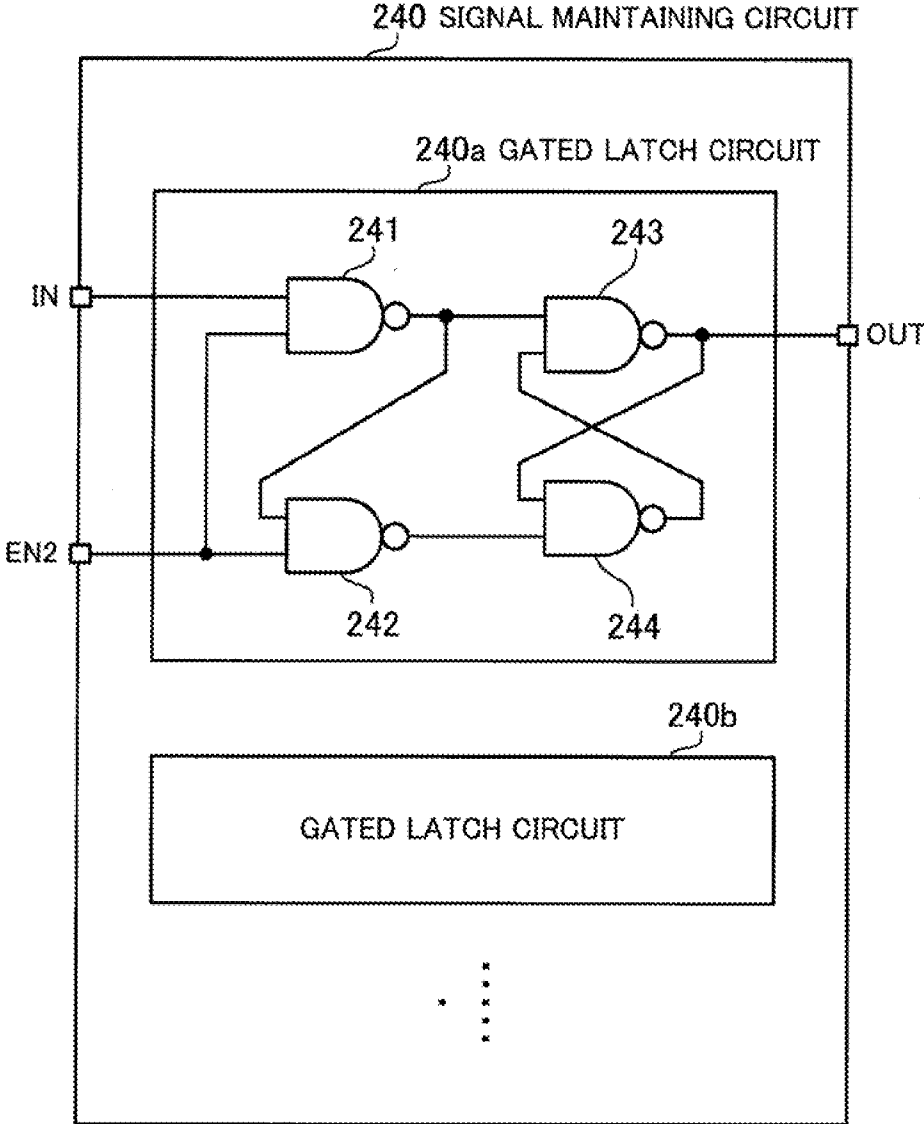 240 SIGNAL MAINTAINING CIRCUIT
240a GATED LATCH CIRCUIT
241
243
IN
OUT
EN2
242
244
240b
GATED LATCH CIRCUIT